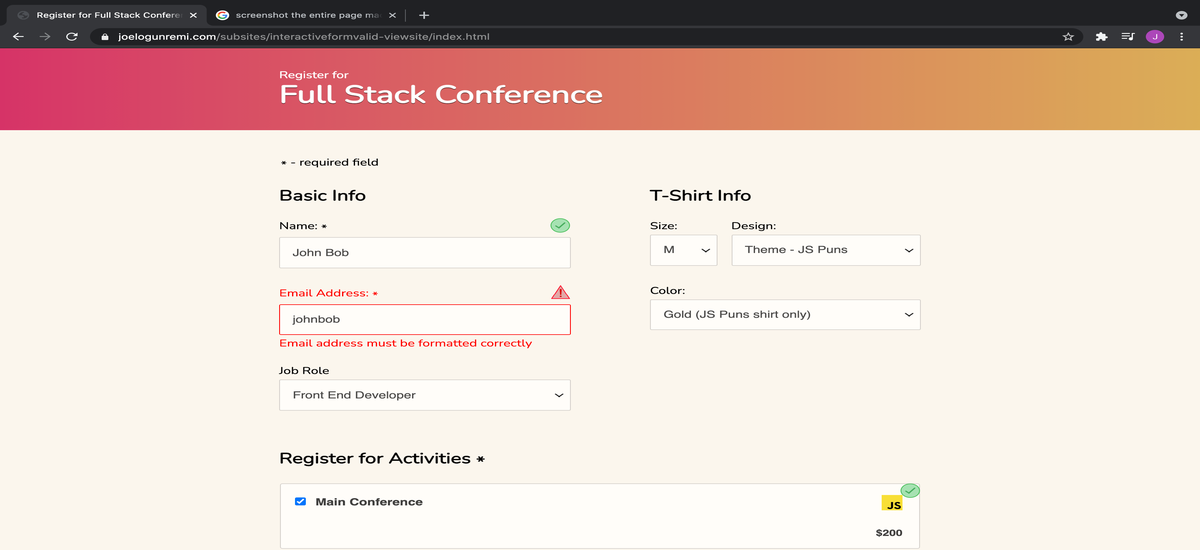 Register for Full Stack Confere
screenshot the entire page ma
joelogunremi.com/subsites/interactiveformvalid-viewsite/index.html
J
Register for
Full Stack Conference
* - required field
Basic Info
Name: *
John Bob
Email Address: *
johnbob
Email address must be formatted correctly
Job Role
Front End Developer
T-Shirt Info
Size:
Design:
M
Theme - JS Puns
Color:
Gold (JS Puns shirt only)
Register for Activities *
Main Conference
JS
$200